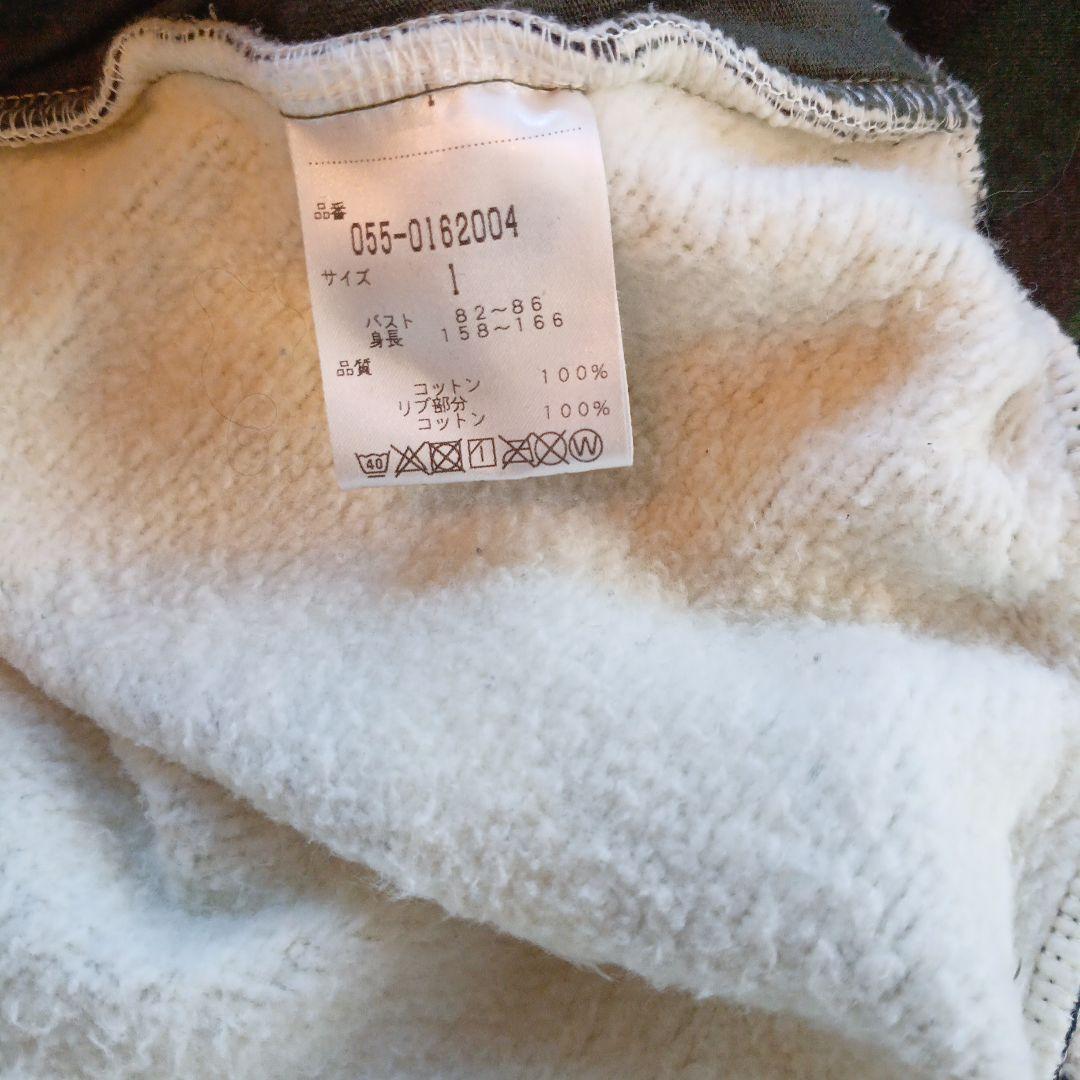 品番
055-0162004
サイズ 1
バスト 82～86
身長 158～166
品質
コットン 100%
リブ部分
コットン 100%
40 W